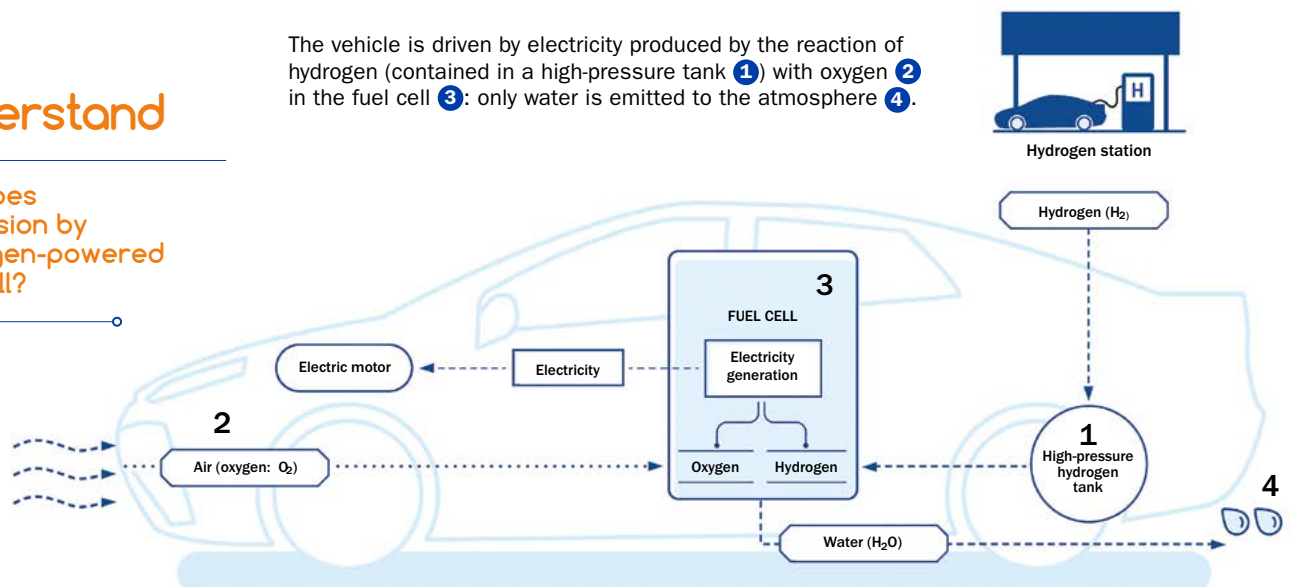 The vehicle is driven by electricity produced by the reaction of
hydrogen (contained in a high-pressure tank 1) with oxygen 2
in the fuel cell 3: only water is emitted to the atmosphere 4.
erstand
sion by
gen-powered
H
Hydrogen station
Hydrogen (H₂)
3
FUEL CELL
Electricity
generation
Electric motor
Electricity
2
Air (oxygen: O₂)
Oxygen
Hydrogen
1
High-pressure
hydrogen
tank
4
Water (H₂O)